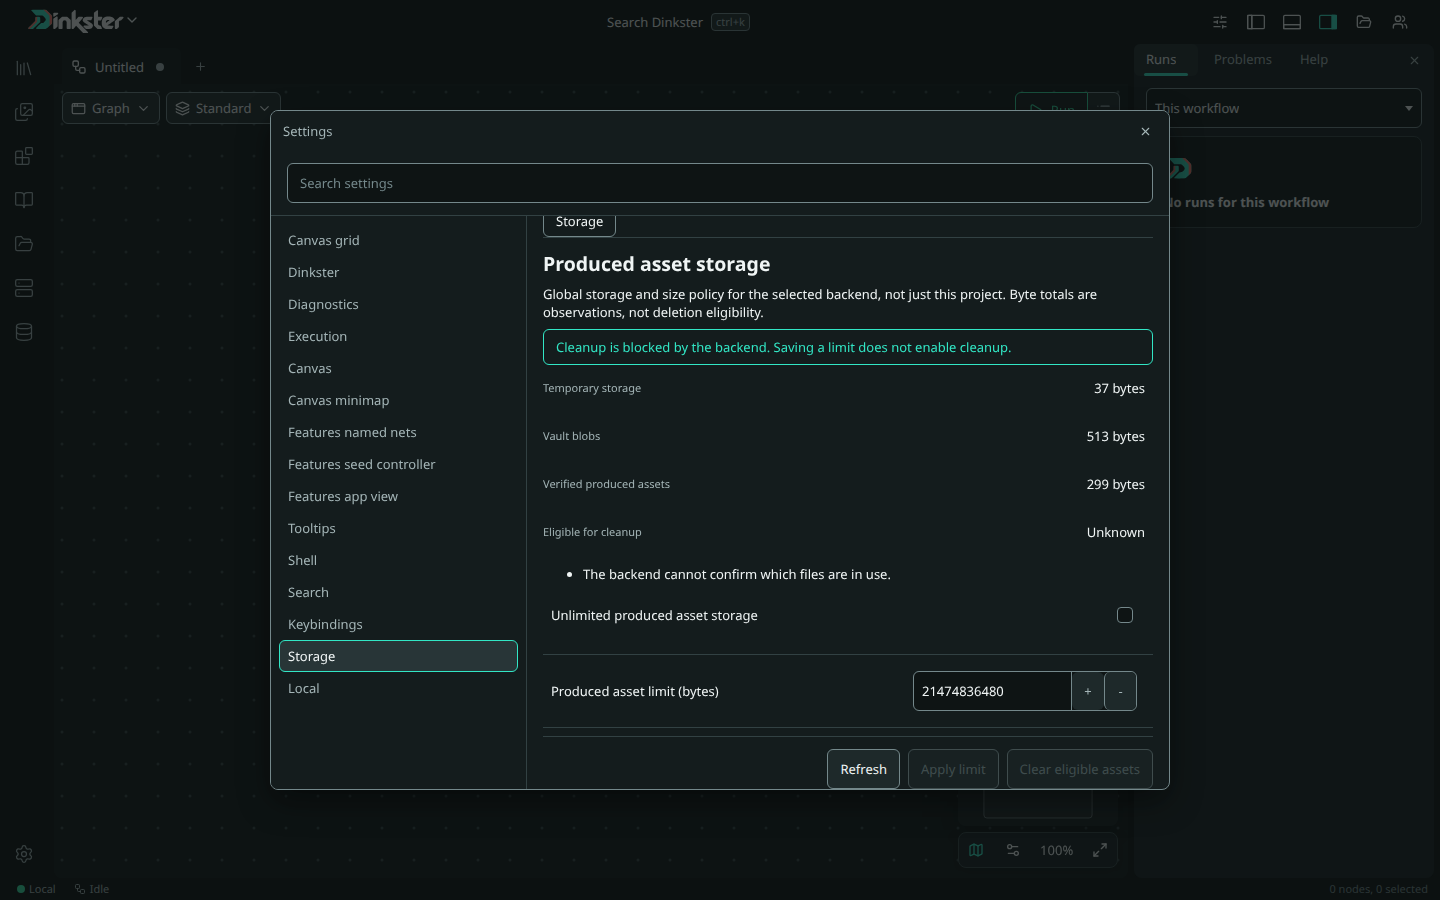 Dinkster
Search Dinkster ctrl+k
Untitled
Runs Problems Help
Graph
Standard
Run
This workflow
No runs for this workflow
Settings
Search settings
Canvas grid
Dinkster
Diagnostics
Execution
Canvas
Canvas minimap
Features named nets
Features seed controller
Features app view
Tooltips
Shell
Search
Keybindings
Storage
Local
Storage
Produced asset storage
Global storage and size policy for the selected backend, not just this project. Byte totals are
observations, not deletion eligibility.
Cleanup is blocked by the backend. Saving a limit does not enable cleanup.
Temporary storage 37 bytes
Vault blobs 513 bytes
Verified produced assets 299 bytes
Eligible for cleanup Unknown
The backend cannot confirm which files are in use.
Unlimited produced asset storage
Produced asset limit (bytes) 21474836480 + -
Refresh Apply limit Clear eligible assets
100%
Local Idle
0 nodes, 0 selected